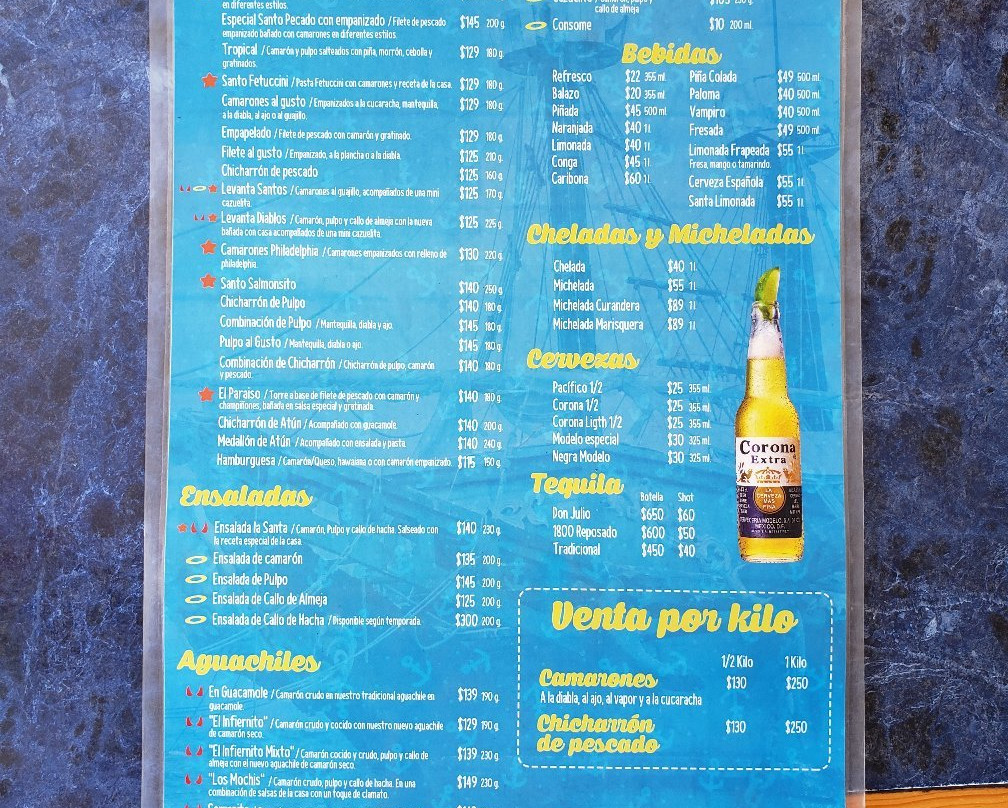 en diferentes estilos.
Especial Santo Pecado con empanizado / Filete de pescado $145 200 g.
empanizado bañado con camarones en diferentes estilos.
Tropical / Camarón y pulpo salteados con piña, morrón, cebolla y $129 180 g.
gratinados.
Santo Fetuccini / Pasta Fetuccini con camarones y receta de la casa. $129 180 g.
Camarones al gusto / Empanizados a la cucaracha, mantequilla, $129 180 g.
a la diabla, al ajo o al guajillo.
Empapelado / Filete de pescado con camarón y gratinado. $129 180 g.
Filete al gusto / Empanizado, a la plancha o a la diabla. $125 210 g.
Chicharrón de pescado $125 160 g.
Levanta Santos / Camarones al guajillo, acompañados de una mini $125 170 g.
cazuelita.
Levanta Diablos / Camarón, pulpo y callo de almeja con la nueva $125 225 g.
bañada con casa acompañados de una mini cazuelita.
Camarones Philadelphia / Camarones empanizados con relleno de $130 220 g.
philadelphia.
Santo Salmonsito $140 250 g.
Chicharrón de Pulpo $140 180 g.
Combinación de Pulpo / Mantequilla, diabla y ajo. $145 180 g.
Pulpo al Gusto / Mantequilla, diabla o ajo. $145 180 g.
Combinación de Chicharrón / Chicharrón de pulpo, camarón $140 180 g.
y pescado.
El Paraíso / Torre a base de filete de pescado con camarón y $140 180 g.
champiñones, bañada en salsa especial y gratinada.
Chicharrón de Atún / Acompañado con guacamole. $140 200 g.
Medallón de Atún / Acompañado con ensalada y pasta. $140 240 g.
Hamburguesa / Camarón/Queso, hawaiana o con camarón empanizado. $115 150 g.
Ensaladas
Ensalada la Santa / Camarón, Pulpo y callo de hacha. Salseado con $140 230 g.
la receta especial de la casa.
Ensalada de camarón $135 200 g.
Ensalada de Pulpo $145 200 g.
Ensalada de Callo de Almeja $125 200 g.
Ensalada de Callo de Hacha / Disponible según temporada. $300 200 g.
Aguachiles
En Guacamole / Camarón crudo en nuestro tradicional aguachile en $139 190 g.
guacamole.
"El Infiernito" / Camarón crudo y cocido con nuestro nuevo aguachile $129 190 g.
de camarón seco.
"El Infiernito Mixto" / Camarón cocido y crudo, pulpo y callo de $139 230 g.
almeja con el nuevo aguachile de camarón seco.
"Los Mochis" / Camarón crudo, pulpo y callo de hacha. En una $149 230 g.
combinación de salsas de la casa con un toque de clamato.
callo de almeja
Consome $10 200 ml.
Bebidas
Refresco $22 355 ml
Balazo $20 355 ml.
Piñada $45 500 ml
Naranjada $40 1l
Limonada $40 1l.
Conga $45 1l
Caribona $60 1l
Piña Colada $49 500 ml.
Paloma $40 500 ml.
Vampiro $40 500 ml.
Fresada $49 500 ml
Limonada Frapeada $55 1l
Fresa, mango o tamarindo.
Cerveza Española $55 1l
Santa Limonada $55 1l
Cheladas y Micheladas
Chelada $40 1l.
Michelada $55 1l
Michelada Curandera $89 1l
Michelada Marisquera $89 1l
Cervezas
Pacífico 1/2 $25 355 ml.
Corona 1/2 $25 355 ml.
Corona Ligth 1/2 $25 355 ml.
Modelo especial $30 325 ml.
Negra Modelo $30 325 ml.
Corona
Extra
LA
CERVEZA
MAS
FINA
Tequila
Botella Shot
Don Julio $650 $60
1800 Reposado $600 $50
Tradicional $450 $40
Venta por kilo
1/2 Kilo 1 Kilo
Camarones $130 $250
A la diabla, al ajo, al vapor y a la cucaracha
Chicharrón
de pescado $130 $250